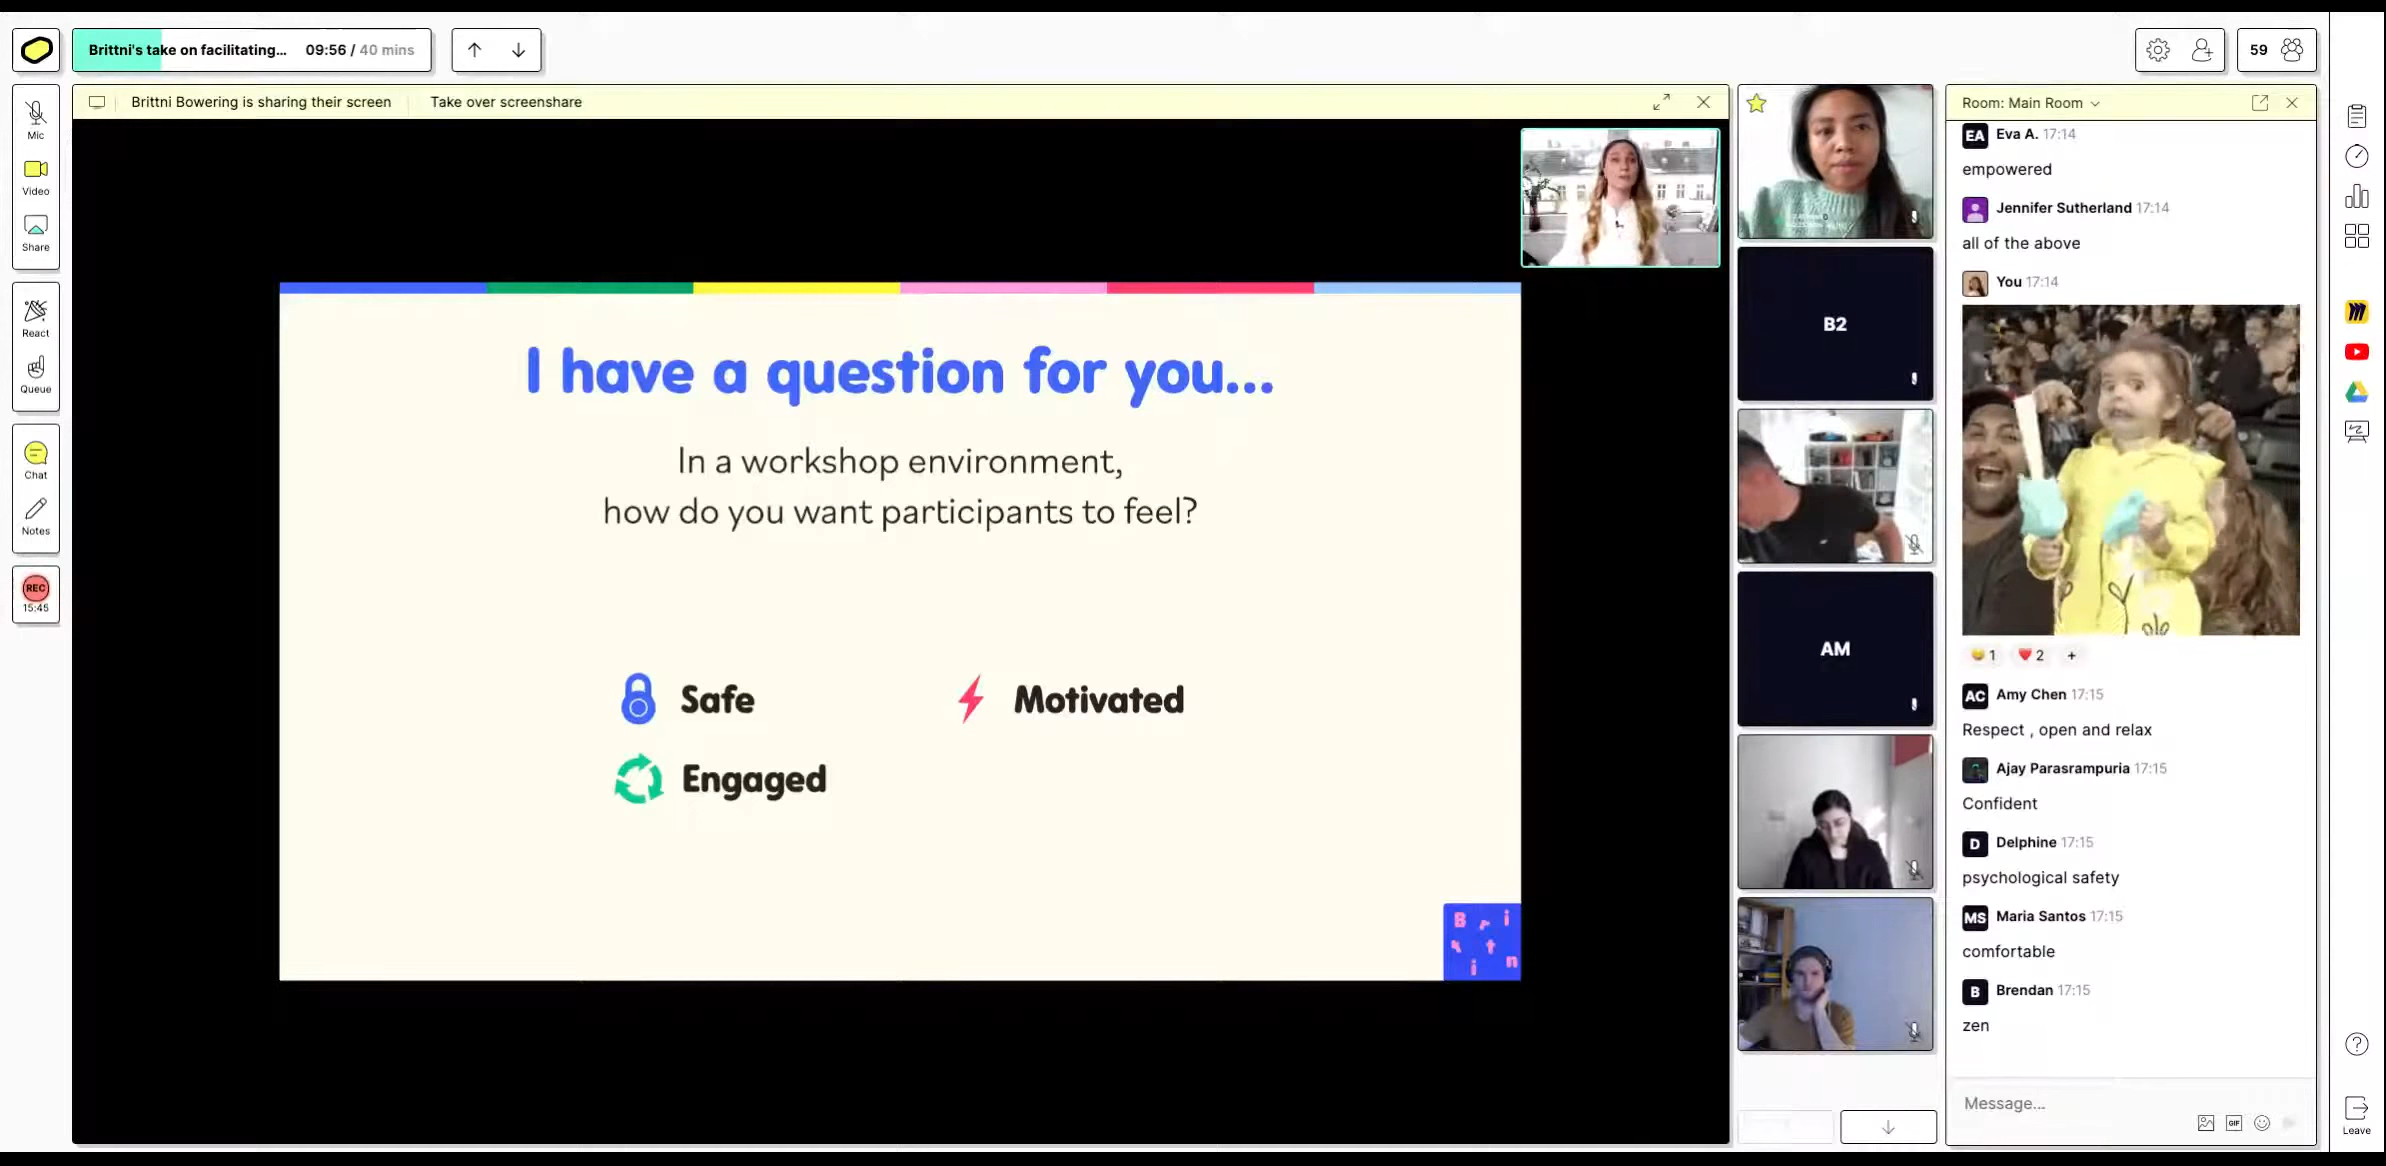 Brittni's take on facilitating... 09:56 / 40 mins
59
Mic
Video
Share
React
Queue
Chat
Notes
REC
15:45
Brittni Bowering is sharing their screen
Take over screenshare
I have a question for you...
In a workshop environment,
how do you want participants to feel?
Safe
Motivated
Engaged
B r i
t t
i n
B2
AM
Room: Main Room
EA Eva A. 17:14
empowered
Jennifer Sutherland 17:14
all of the above
You 17:14
1 2 +
AC Amy Chen 17:15
Respect , open and relax
Ajay Parasrampuria 17:15
Confident
D Delphine 17:15
psychological safety
MS Maria Santos 17:15
comfortable
B Brendan 17:15
zen
Message...
GIF
Leave